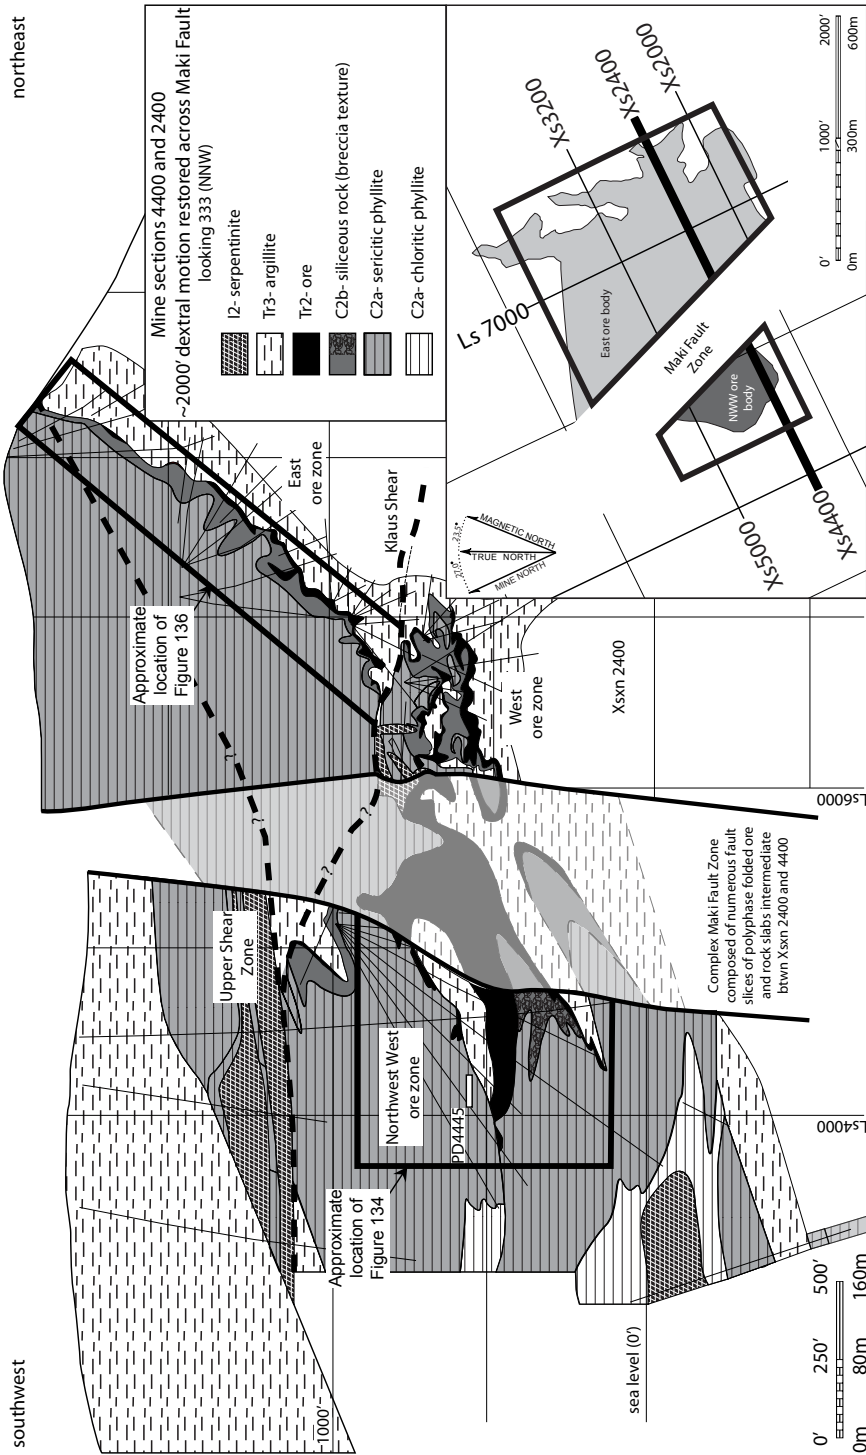 southwest
northeast
Mine sections 4400 and 2400
~2000' dextral motion restored across Maki Fault
looking 333 (NNW)
I2- serpentinite
Tr3- argillite
Tr2- ore
C2b- siliceous rock (breccia texture)
C2a- sericitic phyllite
C2a- chloritic phyllite
Approximate
location of
Figure 136
East
ore zone
Klaus Shear
West
ore zone
Xsxn 2400
Upper Shear
Zone
Northwest West
ore zone
PD4445
Approximate
location of
Figure 134
1000'
sea level (0')
Ls4000
Ls6000
?
?
?
?
Complex Maki Fault Zone
composed of numerous fault
slices of polyphase folded ore
and rock slabs intermediate
btwn Xsxn 2400 and 4400
0' 250' 500'
0m 80m 160m
MINE NORTH
TRUE NORTH
MAGNETIC NORTH
23.5°
Ls 7000
Xs3200
Xs2400
Xs2000
East ore body
Maki Fault
Zone
NWW ore
body
Xs5000
Xs4400
0' 1000' 2000'
0m 300m 600m